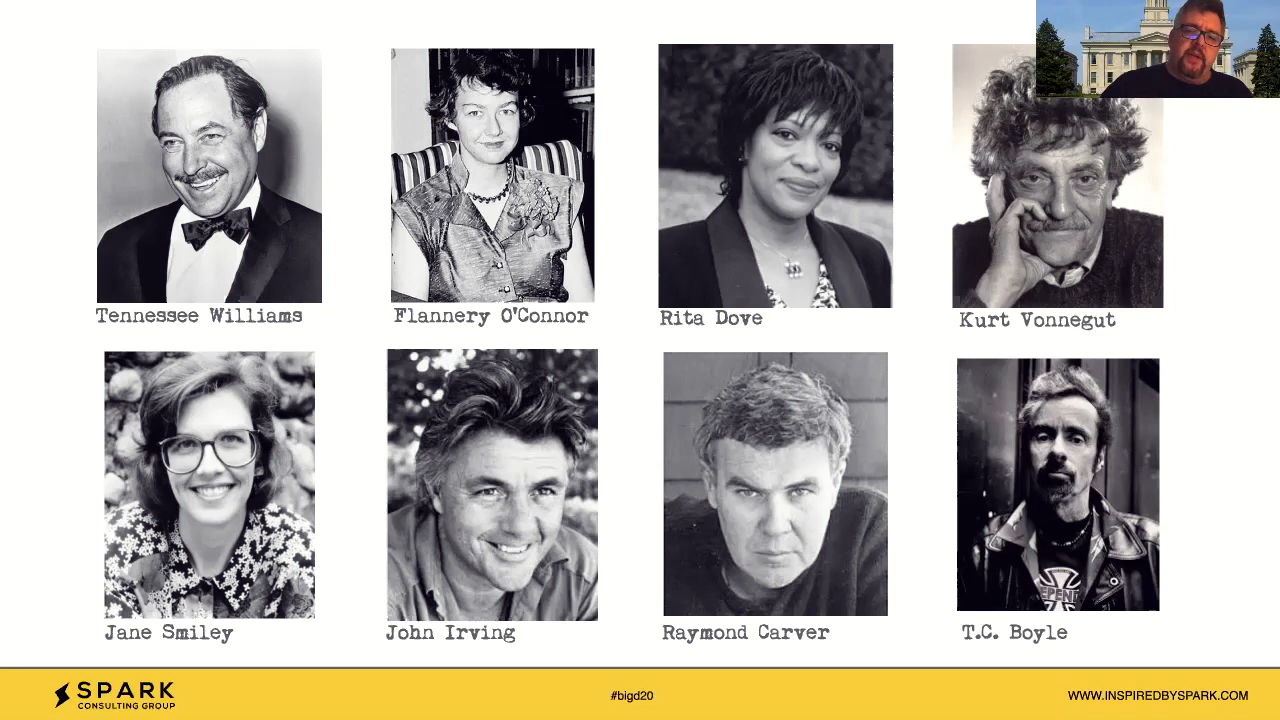 Tennessee Williams
Flannery O'Connor
Rita Dove
Kurt Vonnegut
EPEN
Jane Smiley
John Irving
Raymond Carver
T.C. Boyle
SPARK
CONSULTING GROUP
#bigd20
WWW.INSPIREDBYSPARK.COM